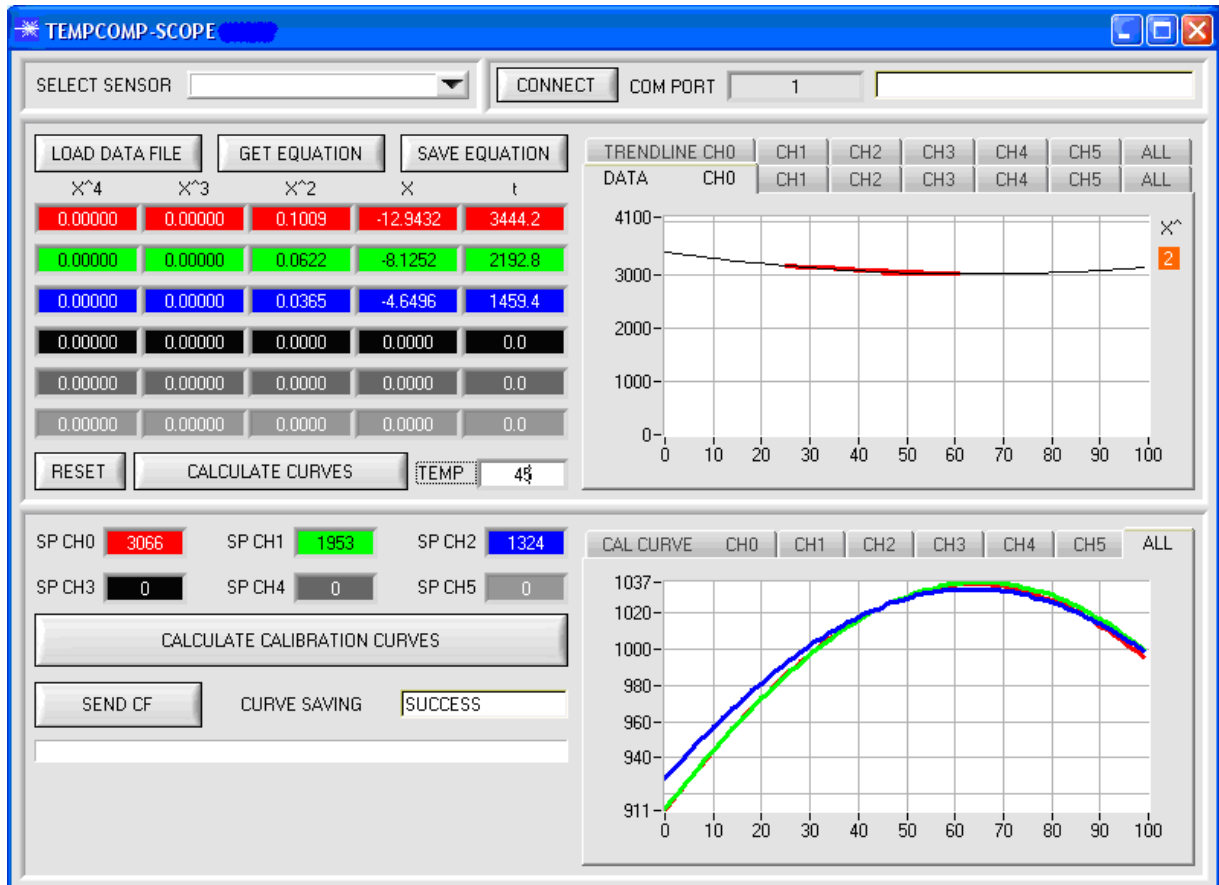 TEMPCOMP-SCOPE
SELECT SENSOR
CONNECT COM PORT 1
LOAD DATA FILE GET EQUATION SAVE EQUATION
X^4 X^3 X^2 X t
0.00000 0.00000 0.1009 -12.9432 3444.2
0.00000 0.00000 0.0622 -8.1252 2192.8
0.00000 0.00000 0.0365 -4.6496 1459.4
0.00000 0.00000 0.0000 0.0000 0.0
0.00000 0.00000 0.0000 0.0000 0.0
0.00000 0.00000 0.0000 0.0000 0.0
RESET CALCULATE CURVES TEMP 45
TRENDLINE CH0 CH1 CH2 CH3 CH4 CH5 ALL
DATA CH0 CH1 CH2 CH3 CH4 CH5 ALL
4100
3000
2000
1000
0
0 10 20 30 40 50 60 70 80 90 100
X^
2
SP CH0 3066 SP CH1 1953 SP CH2 1324
SP CH3 0 SP CH4 0 SP CH5 0
CALCULATE CALIBRATION CURVES
SEND CF CURVE SAVING SUCCESS
CAL CURVE CH0 CH1 CH2 CH3 CH4 CH5 ALL
1037
1020
1000
980
960
940
911
0 10 20 30 40 50 60 70 80 90 100